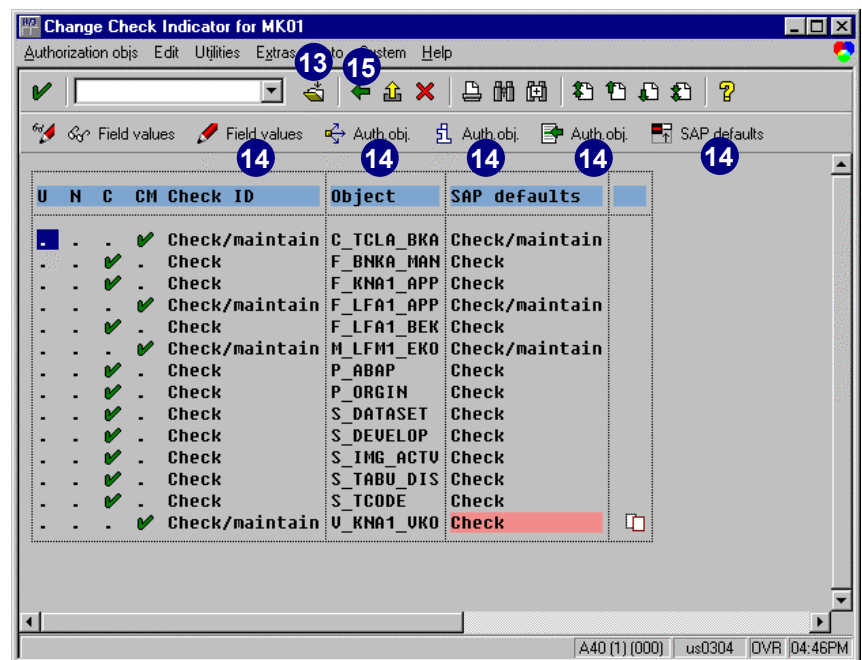 Change Check Indicator for MK01
Authorization objs Edit Utilities Extras System Help
13 15
Field values Field values Auth.obj. Auth.obj. Auth.obj. SAP defaults
14 14 14 14 14
U N C CM Check ID Object SAP defaults
. . . Check/maintain C_TCLA_BKA Check/maintain
. . . Check F_BNKA_MAN Check
. . . Check F_KNA1_APP Check
. . . Check/maintain F_LFA1_APP Check/maintain
. . . Check F_LFA1_BEK Check
. . . Check/maintain M_LFM1_EKO Check/maintain
. . . Check P_ABAP Check
. . . Check P_ORGIN Check
. . . Check S_DATASET Check
. . . Check S_DEVELOP Check
. . . Check S_IMG_ACTV Check
. . . Check S_TABU_DIS Check
. . . Check S_TCODE Check
. . . Check/maintain V_KNA1_VKO Check
A40 (1) (000) us0304 OVR 04:46PM